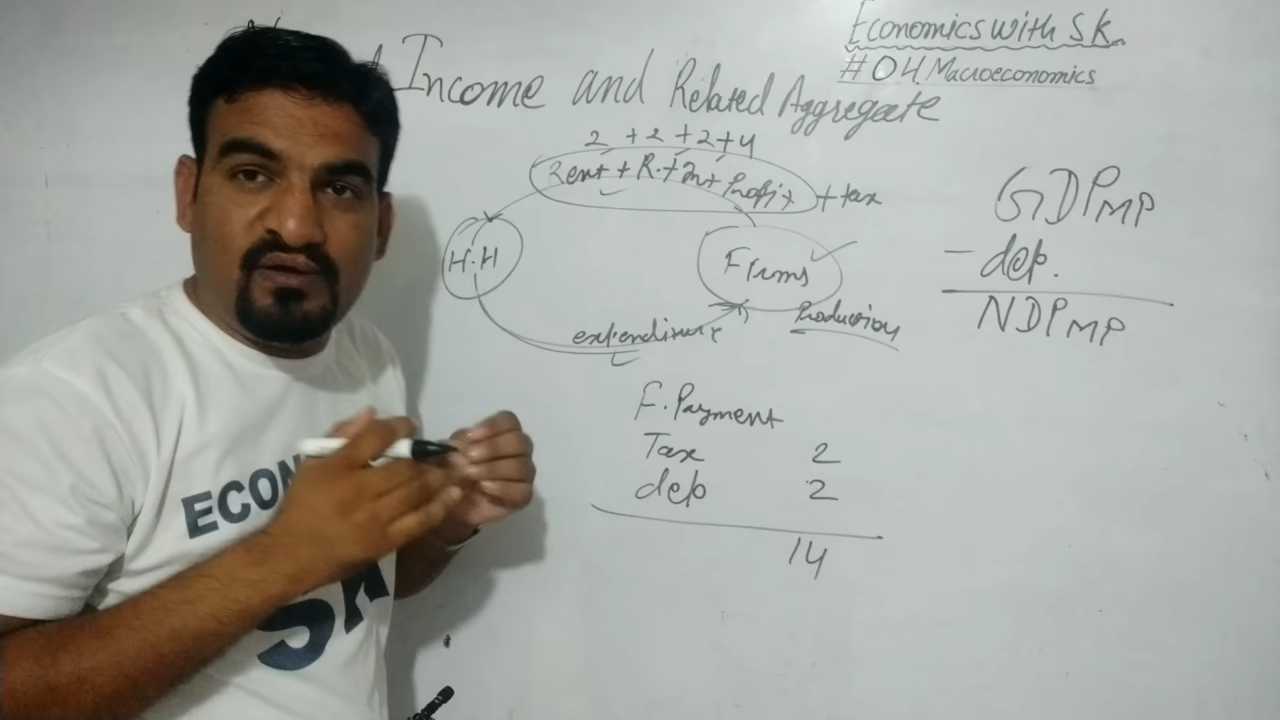 Economics with S.K.
#04 Macroeconomics
Income and Related Aggregate
2 + 2 + 2 + 4
Rent + R. + In + Profit + tax
H.H
Firms
expenditure
Production
GDPMP
- dep.
NDPMP
F. Payment
Tax 2
dep 2
14
ECON
SK